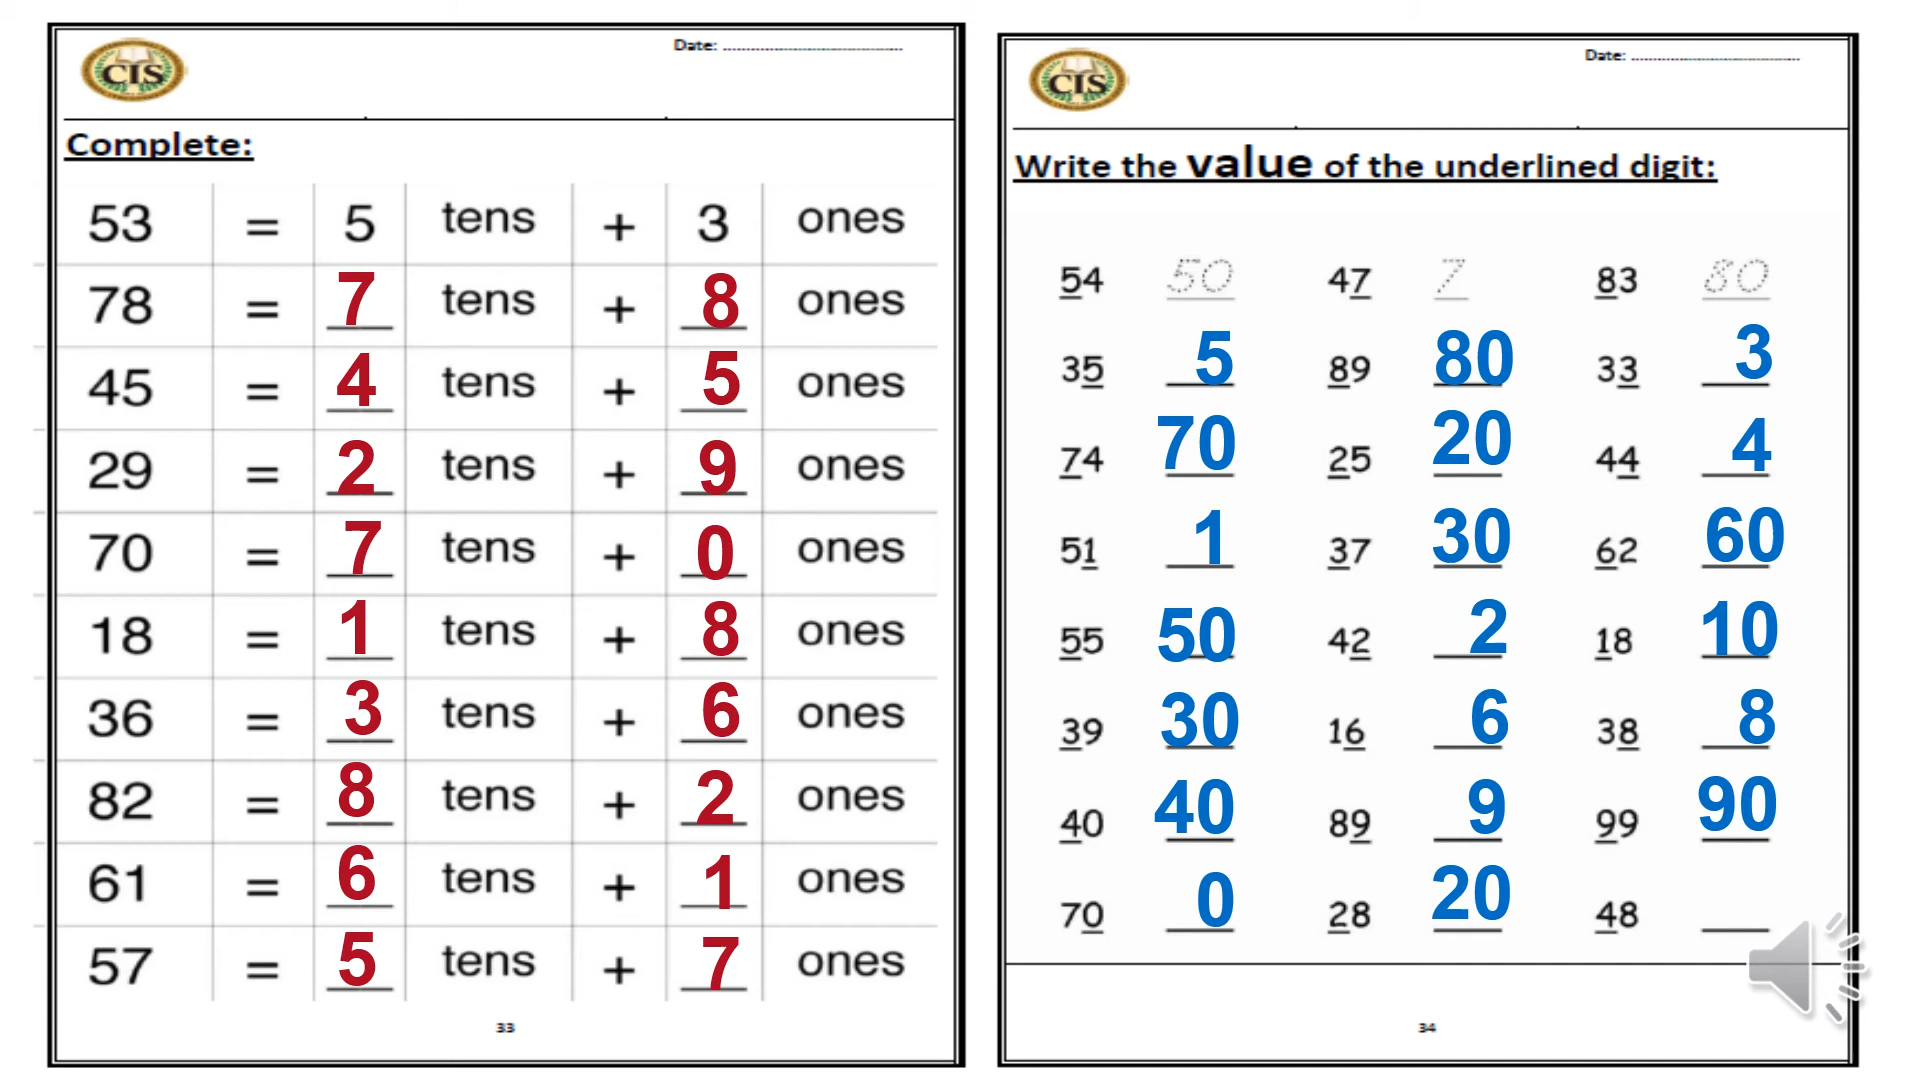 CIS
Date: ........................................
Complete:
53 = 5 tens + 3 ones
78 = 7 tens + 8 ones
45 = 4 tens + 5 ones
29 = 2 tens + 9 ones
70 = 7 tens + 0 ones
18 = 1 tens + 8 ones
36 = 3 tens + 6 ones
82 = 8 tens + 2 ones
61 = 6 tens + 1 ones
57 = 5 tens + 7 ones
33
CIS
Date: ........................................
Write the value of the underlined digit:
54 50 47 7 83 80
35 5 89 80 33 3
74 70 25 20 44 4
51 1 37 30 62 60
55 50 42 2 18 10
39 30 16 6 38 8
40 40 89 9 99 90
70 0 28 20 48 ___
34